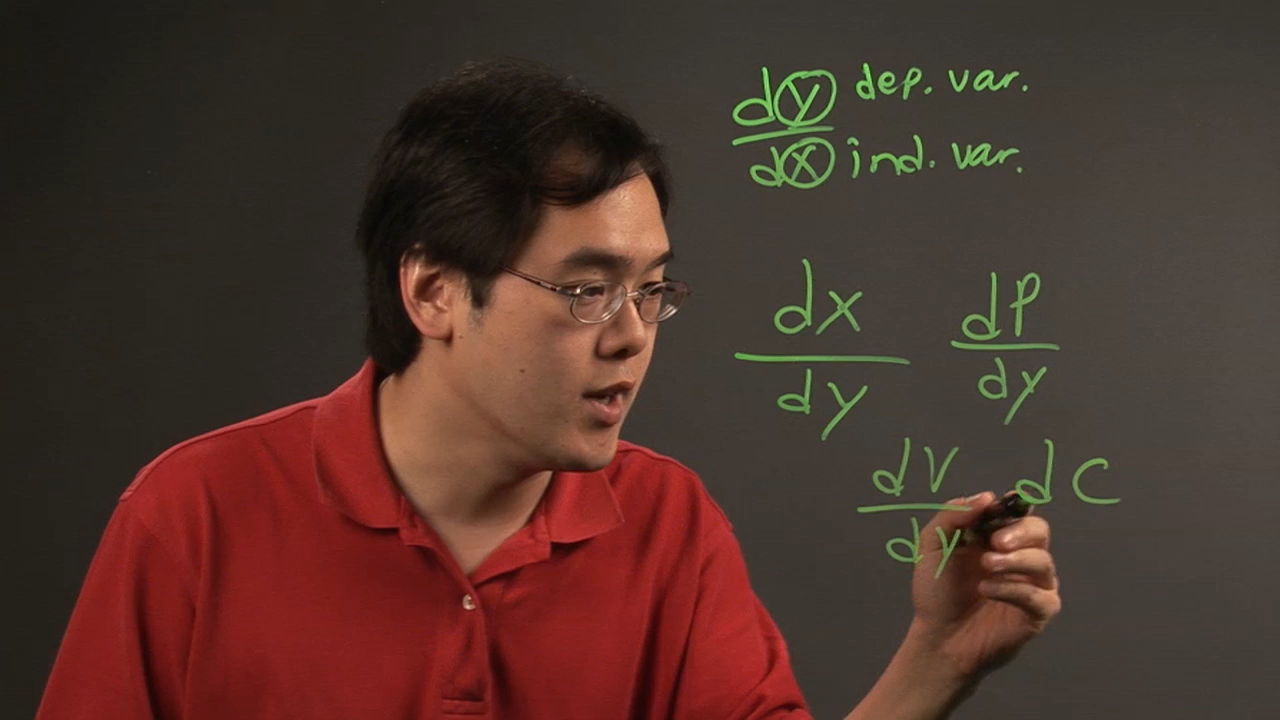 dy dep. var.
dx ind. var.
dx dP
dy dy
dV dC
dy